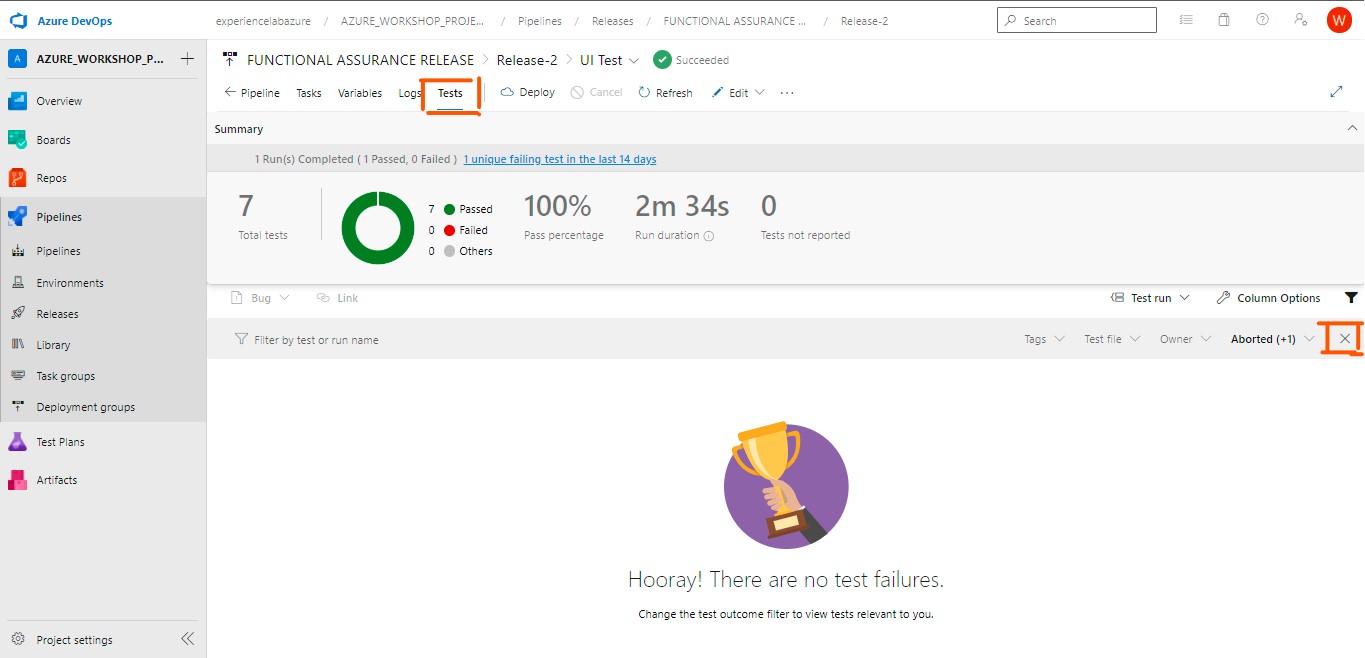 Azure DevOps experiencelabazure / AZURE_WORKSHOP_PROJE... / Pipelines / Releases / FUNCTIONAL ASSURANCE ... / Release-2 Search W
A AZURE_WORKSHOP_P... +
Overview
Boards
Repos
Pipelines
Pipelines
Environments
Releases
Library
Task groups
Deployment groups
Test Plans
Artifacts
Project settings
FUNCTIONAL ASSURANCE RELEASE > Release-2 > UI Test Succeeded
Pipeline Tasks Variables Logs Tests Deploy Cancel Refresh Edit ...
Summary
1 Run(s) Completed ( 1 Passed, 0 Failed ) 1 unique failing test in the last 14 days
7
Total tests
7 Passed
0 Failed
0 Others
100%
Pass percentage
2m 34s
Run duration
0
Tests not reported
Bug Link Test run Column Options
Filter by test or run name Tags Test file Owner Aborted (+1)
Hooray! There are no test failures.
Change the test outcome filter to view tests relevant to you.